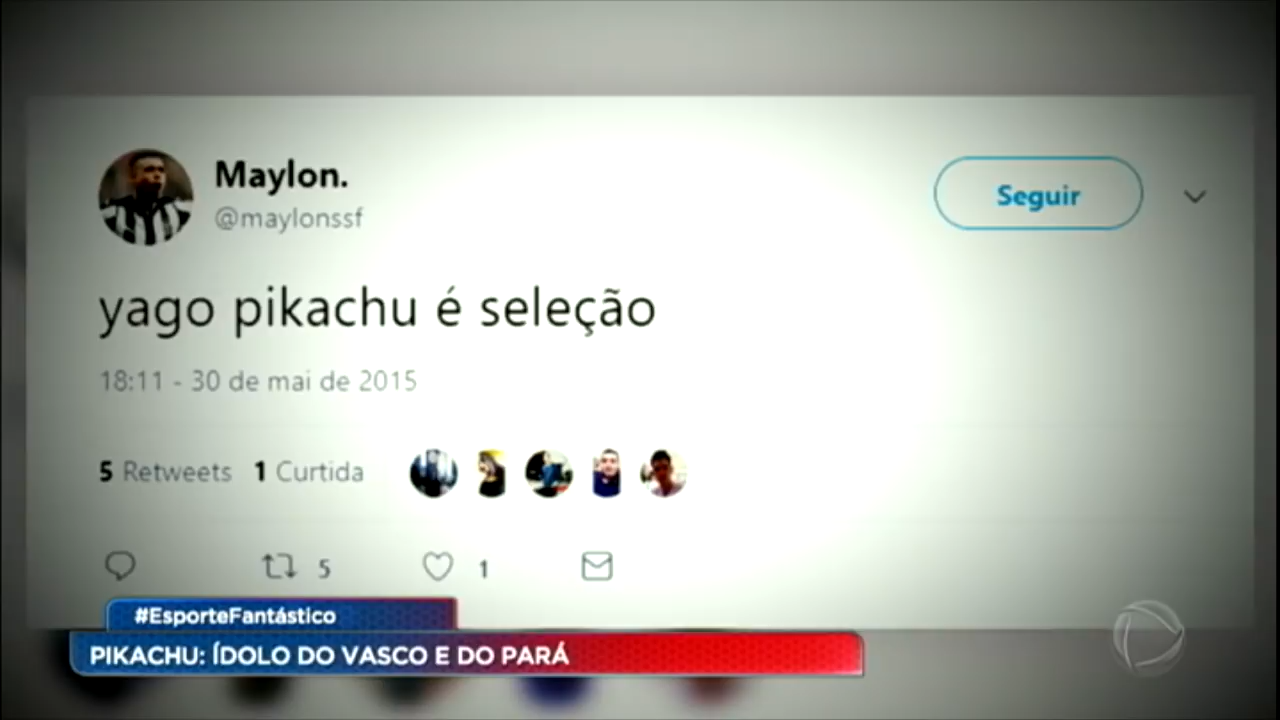 Maylon.
@maylonssf
Seguir
yago pikachu é seleção
18:11 - 30 de mai de 2015
5 Retweets 1 Curtida
5 1
#EsporteFantástico
PIKACHU: ÍDOLO DO VASCO E DO PARÁ